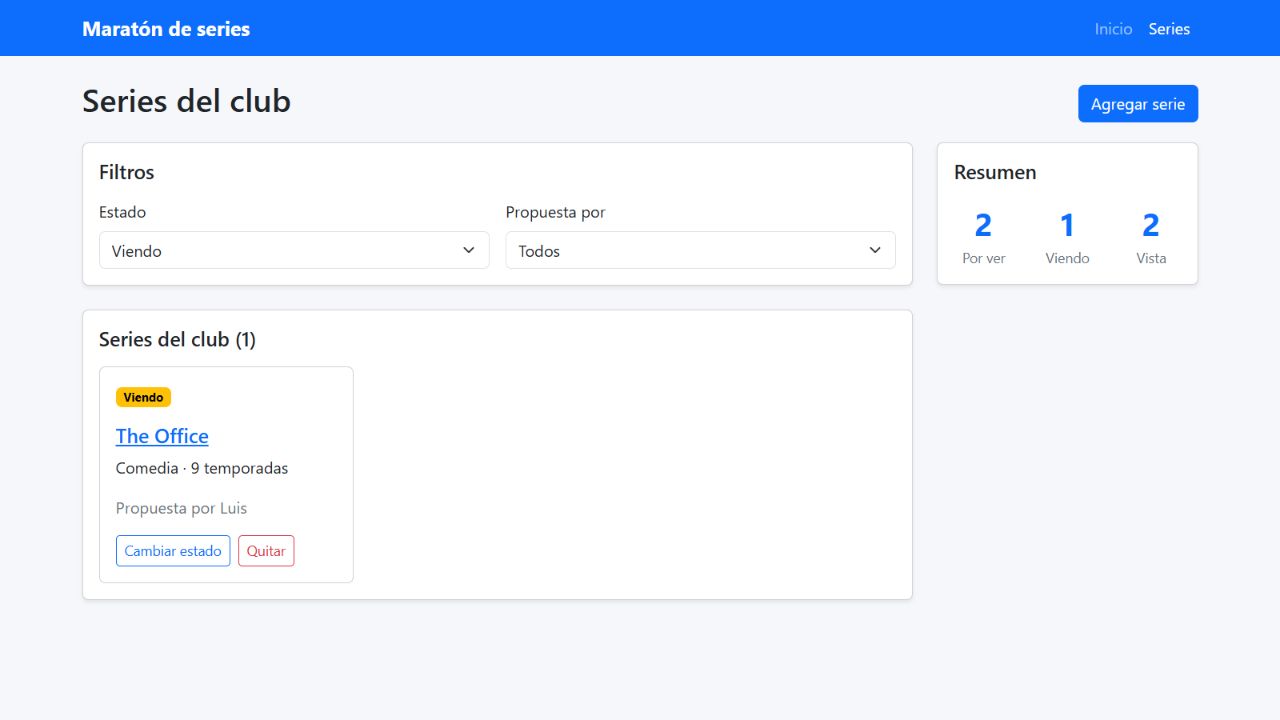 Maratón de series
Inicio Series
Series del club
Agregar serie
Filtros
Estado
Viendo
Propuesta por
Todos
Resumen
2 1 2
Por ver Viendo Vista
Series del club (1)
Viendo
The Office
Comedia · 9 temporadas
Propuesta por Luis
Cambiar estado Quitar